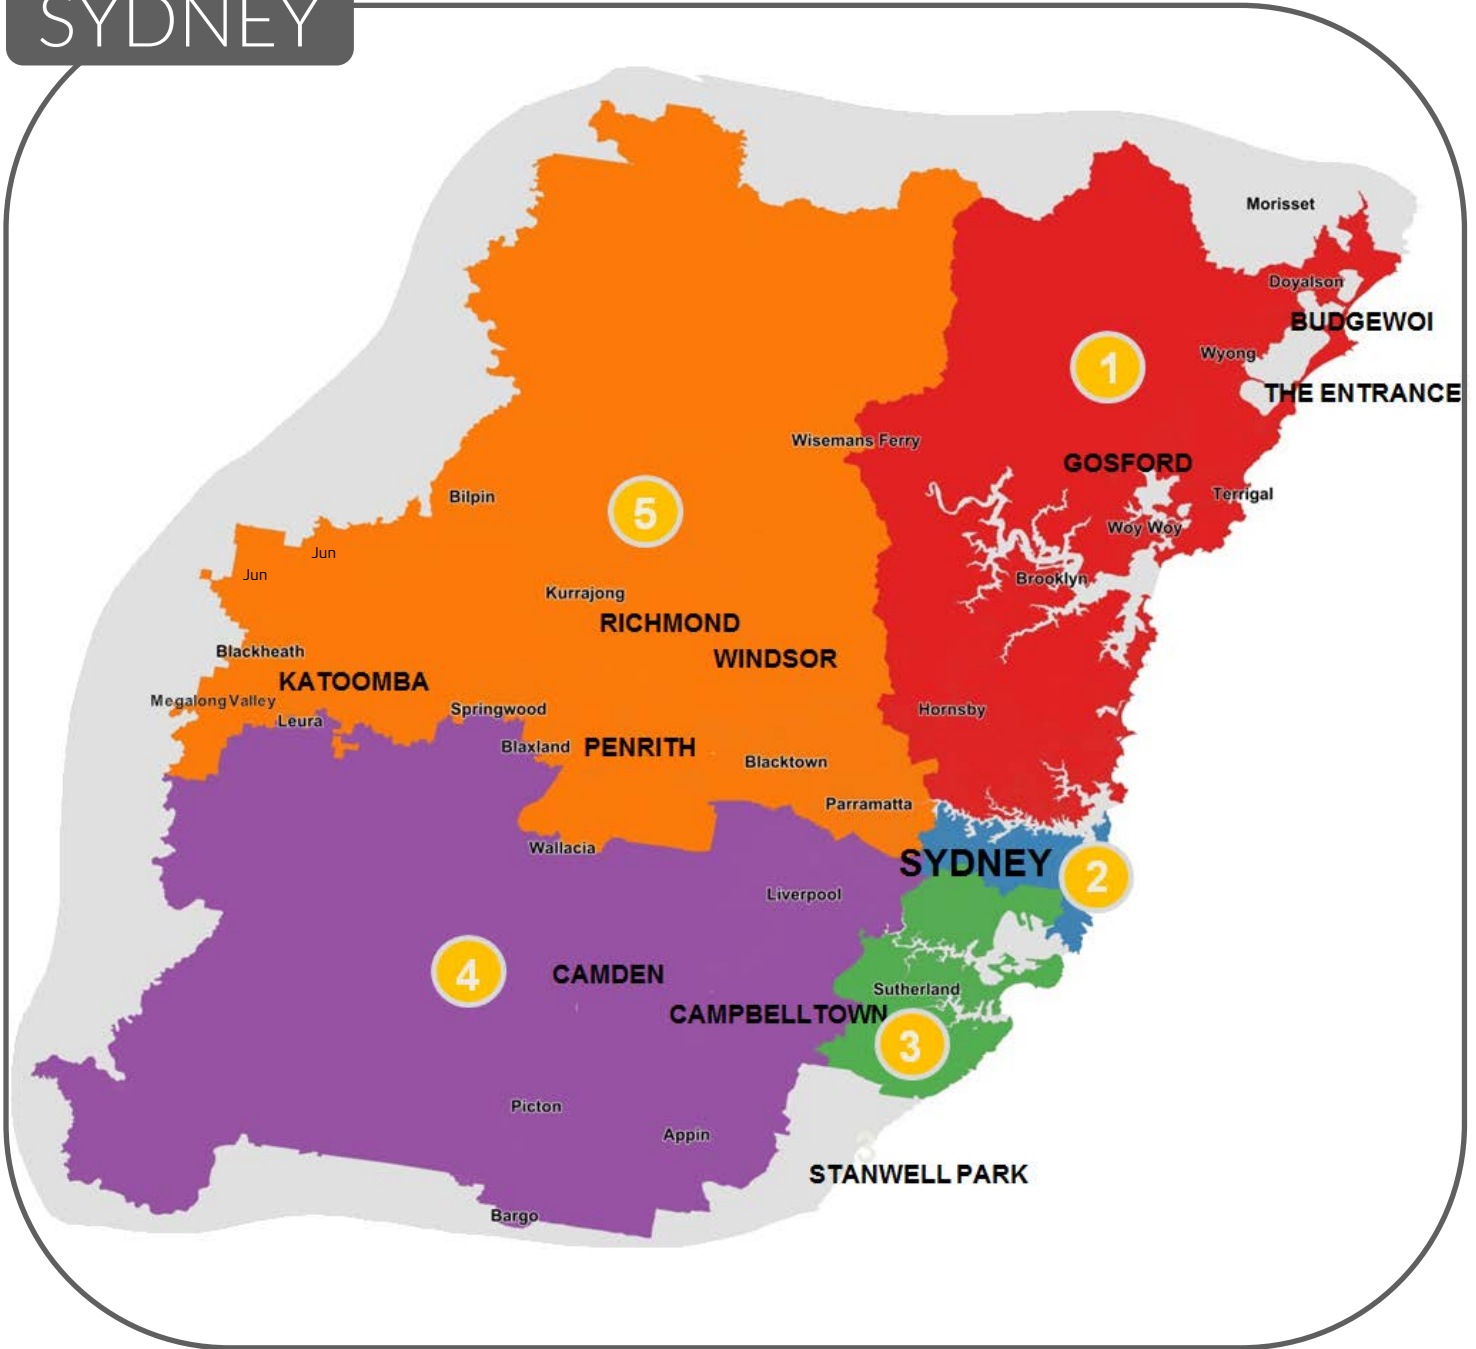 SYDNEY
Morisset
Doyalson
BUDGEWOI
Wyong
1
THE ENTRANCE
Wisemans Ferry
GOSFORD
Terrigal
Bilpin
5
Woy Woy
Jun
Jun
Brooklyn
Kurrajong
RICHMOND
Blackheath
WINDSOR
KATOOMBA
Megalong Valley
Springwood
Hornsby
Leura
Blaxland
PENRITH
Blacktown
Parramatta
Wallacia
SYDNEY
2
Liverpool
4
CAMDEN
Sutherland
CAMPBELLTOWN
3
Picton
Appin
3
STANWELL PARK
Bargo